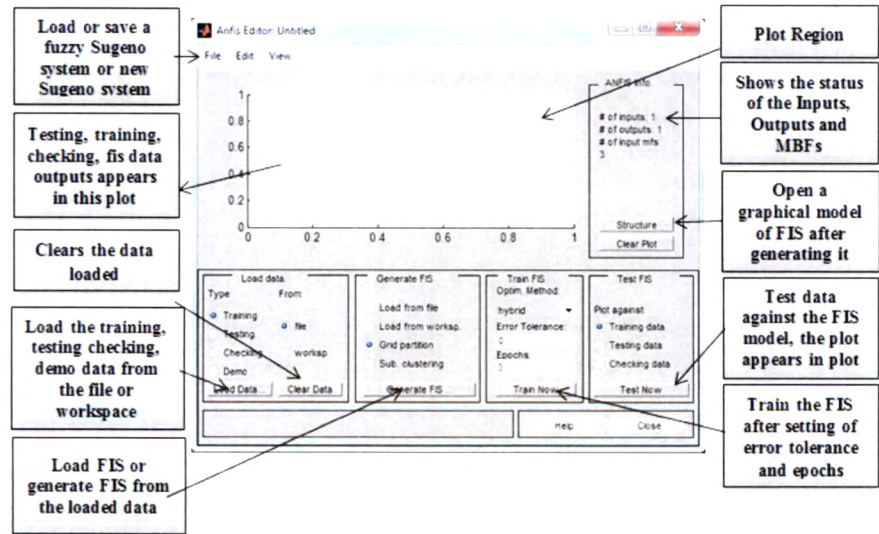 Load or save a
fuzzy Sugeno
system or new
Sugeno system
Testing, training,
checking, fis data
outputs appears
in this plot
Clears the data
loaded
Load the training,
testing checking,
demo data from
the file or
workspace
Load FIS or
generate FIS from
the loaded data
Anfis Editor: Untitled
File Edit View
1
0.8
0.6
0.4
0.2
0
0 0.2 0.4 0.6 0.8 1
ANFIS Info.
# of inputs: 1
# of outputs: 1
# of input mfs:
3
Structure
Clear Plot
Load data
Type From:
Training
Testing
Checking
Demo
file
worksp.
Load Data... Clear Data
Generate FIS
Load from file
Load from worksp.
Grid partition
Sub. clustering
Generate FIS
Train FIS
Optim. Method:
hybrid
Error Tolerance:
0
Epochs:
3
Train Now
Test FIS
Plot against:
Training data
Testing data
Checking data
Test Now
Help Close
Plot Region
Shows the status
of the Inputs,
Outputs and
MBFs
Open a
graphical model
of FIS after
generating it
Test data
against the FIS
model, the plot
appears in plot
Train the FIS
after setting of
error tolerance
and epochs